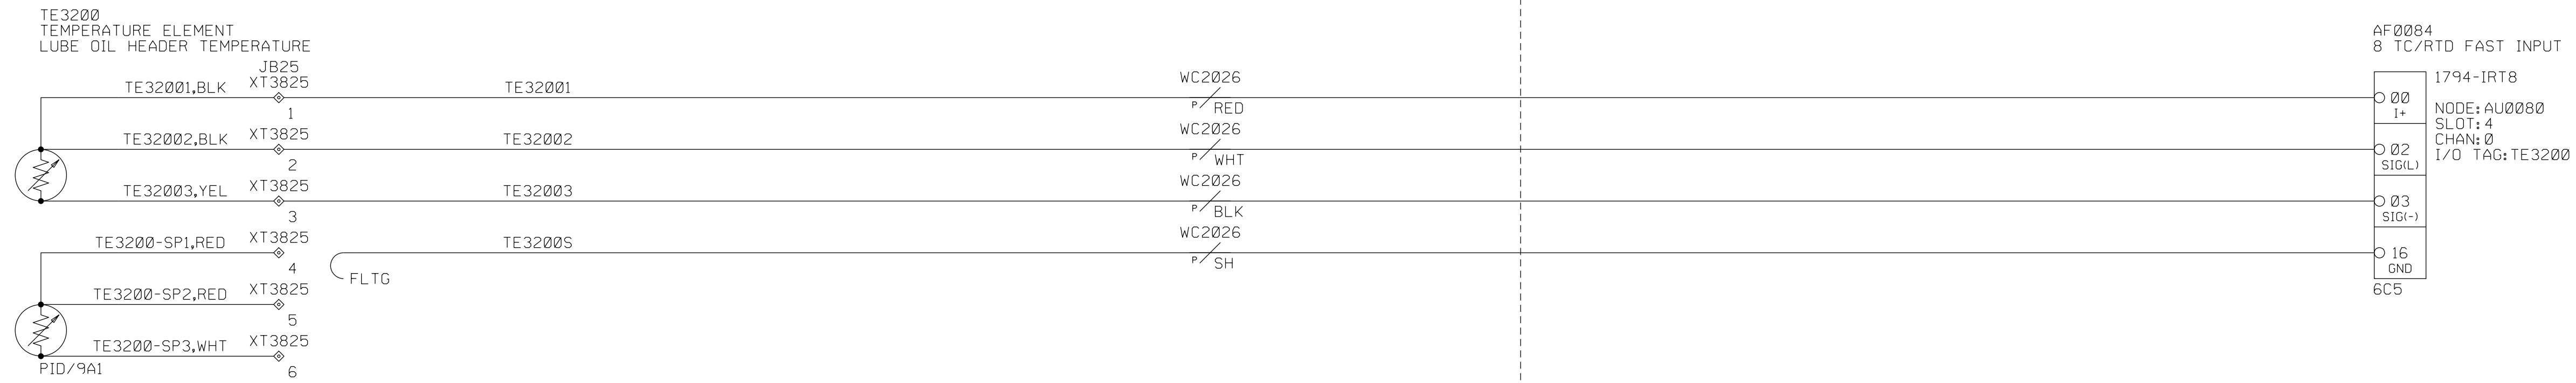 TE3200
TEMPERATURE ELEMENT
LUBE OIL HEADER TEMPERATURE
JB25
TE32001,BLK XT3825 TE32001 WC2026
1 P RED
TE32002,BLK XT3825 TE32002 WC2026
2 P WHT
TE32003,YEL XT3825 TE32003 WC2026
3 P BLK
TE3200-SP1,RED XT3825 TE3200S WC2026
4 FLTG P SH
TE3200-SP2,RED XT3825
5
TE3200-SP3,WHT XT3825
6
PID/9A1
AF0084
8 TC/RTD FAST INPUT
1794-IRT8
00
I+
NODE:AU0080
SLOT:4
CHAN:0
I/O TAG:TE3200
02
SIG(L)
03
SIG(-)
16
GND
6C5